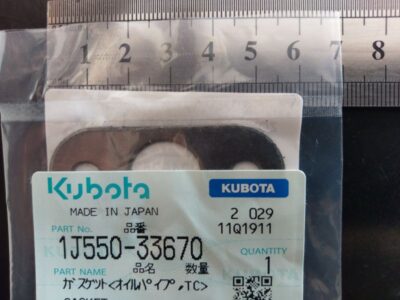 1 2 3 4 5 6 7 8
Kubota
KUBOTA
MADE IN JAPAN
2 029
11Q1911
PART No.
品番
1J550-33670
QUANTITY
品名
数量
1
PART NAME
ガスケット<オイルパイプ,TC>
GASKET